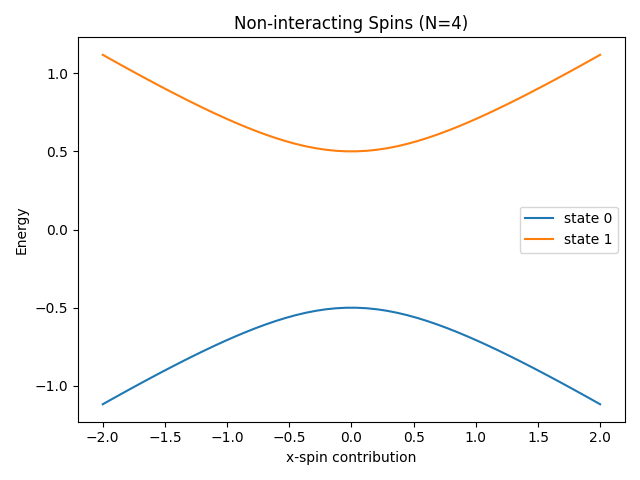 Non-interacting Spins (N=4)
1.0
0.5
0.0
−0.5
−1.0
Energy
state 0
state 1
−2.0 −1.5 −1.0 −0.5 0.0 0.5 1.0 1.5 2.0
x-spin contribution